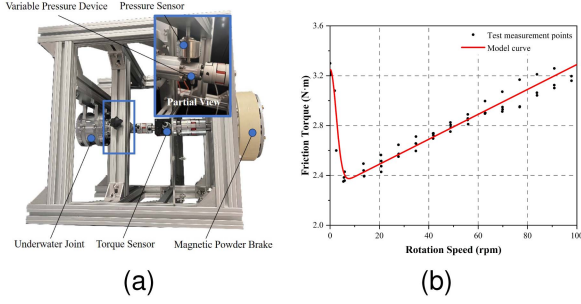 Variable Pressure Device
Pressure Sensor
Partial View
Underwater Joint
Torque Sensor
Magnetic Powder Brake
(a)
3.6
3.2
2.8
2.4
2.0
Friction Torque (N·m)
Test measurement points
Model curve
0
20
40
60
80
100
Rotation Speed (rpm)
(b)